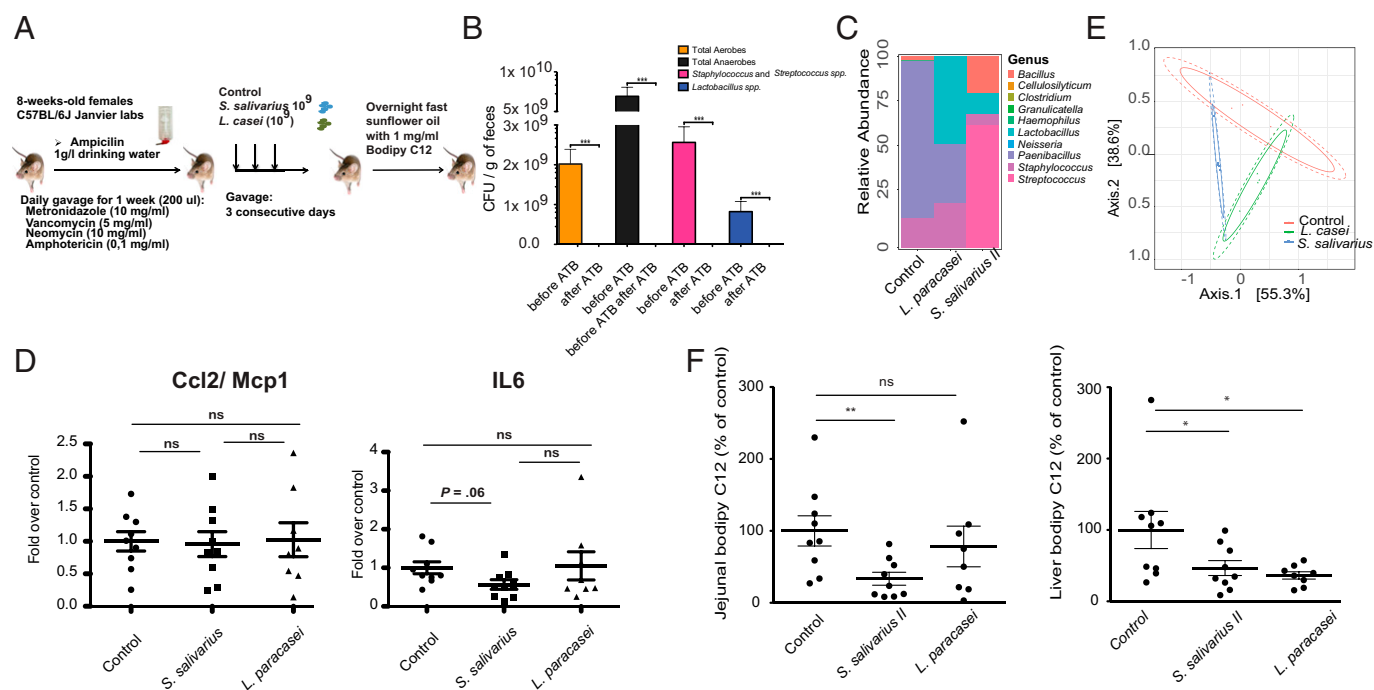 A
8-weeks-old females
C57BL/6J Janvier labs
➢ Ampicilin
1g/l drinking water
Daily gavage for 1 week (200 ul):
Metronidazole (10 mg/ml)
Vancomycin (5 mg/ml)
Neomycin (10 mg/ml)
Amphotericin (0,1 mg/ml)
Control
S. salivarius 10^9
L. casei (10^9)
Gavage:
3 consecutive days
Overnight fast
sunflower oil
with 1 mg/ml
Bodipy C12
B
Total Aerobes
Total Anaerobes
Staphylococcus and Streptococcus spp.
Lactobacillus spp.
CFU / g of feces
1x 10^10
5x 10^9
3x 10^9
2x10^9
1x10^9
0.0
***
***
***
***
before ATB
after ATB
before ATB
before ATB after ATB
before ATB
after ATB
before ATB
after ATB
C
Relative Abundance
100
75
50
25
0
Control
L. paracasei
S. salivarius II
Genus
Bacillus
Cellulosilyticum
Clostridium
Granulicatella
Haemophilus
Lactobacillus
Neisseria
Paenibacillus
Staphylococcus
Streptococcus
E
Axis.2 [38.6%]
1.0
0.5
0.0
0.5
1.0
-1
0
1
Axis.1 [55.3%]
Control
L. casei
S. salivarius
D
Ccl2/ Mcp1
Fold over control
2.5
2.0
1.5
1.0
0.5
0.0
ns
ns
ns
Control
S. salivarius
L. paracasei
IL6
Fold over control
4
3
2
1
0
ns
ns
P = .06
Control
S. salivarius
L. paracasei
F
Jejunal bodipy C12 (% of control)
300
200
100
0
ns
**
Control
S. salivarius II
L. paracasei
Liver bodipy C12 (% of control)
300
200
100
0
*
*
Control
S. salivarius II
L. paracasei